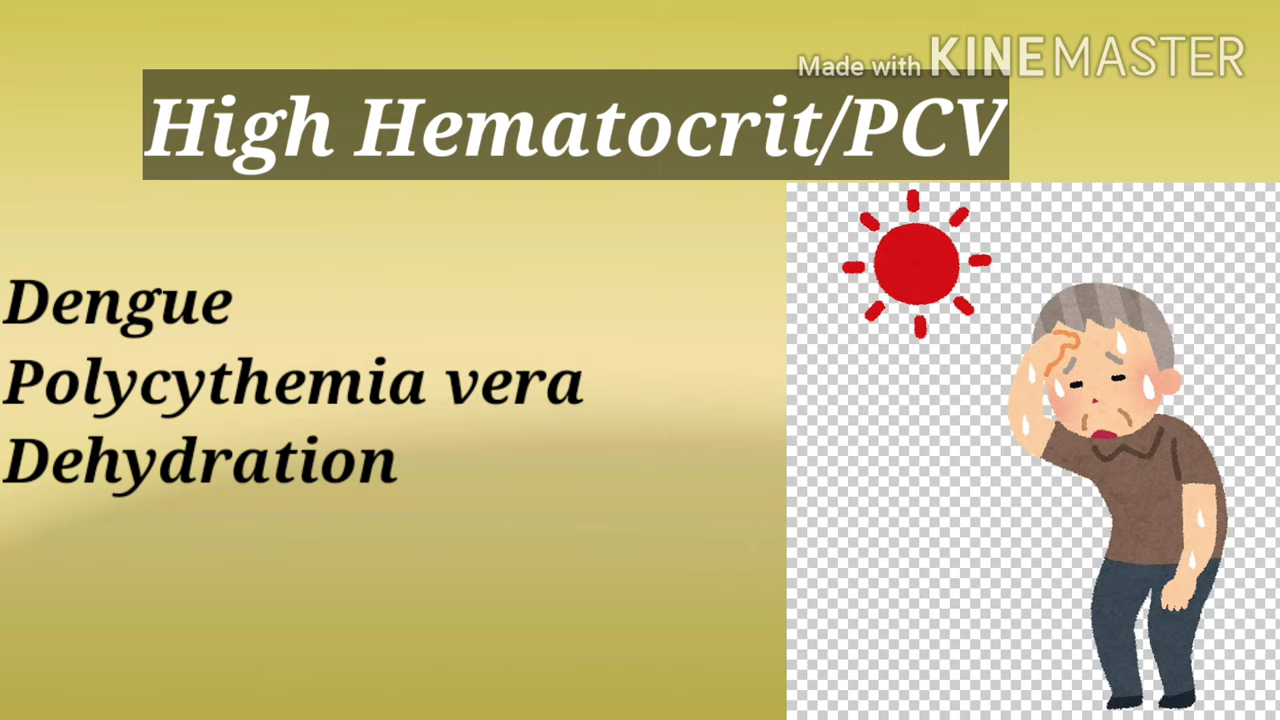 Made with KINEMASTER
High Hematocrit/PCV
Dengue
Polycythemia vera
Dehydration